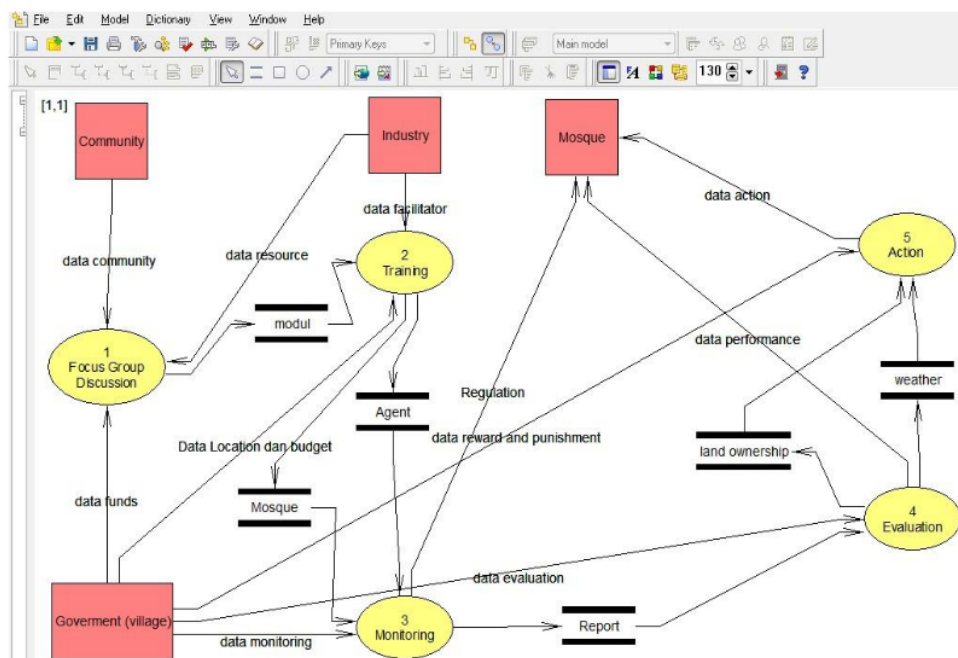 File Edit Model Dictionary View Window Help
Primary Keys
Main model
130
[1,1]
Community
Industry
Mosque
data facilitator
data action
data community
data resource
2
Training
5
Action
modul
1
Focus Group
Discussion
data performance
weather
Agent
Regulation
Data Location dan budget
data reward and punishment
land ownership
data funds
Mosque
4
Evaluation
data evaluation
Goverment (village)
data monitoring
3
Monitoring
Report